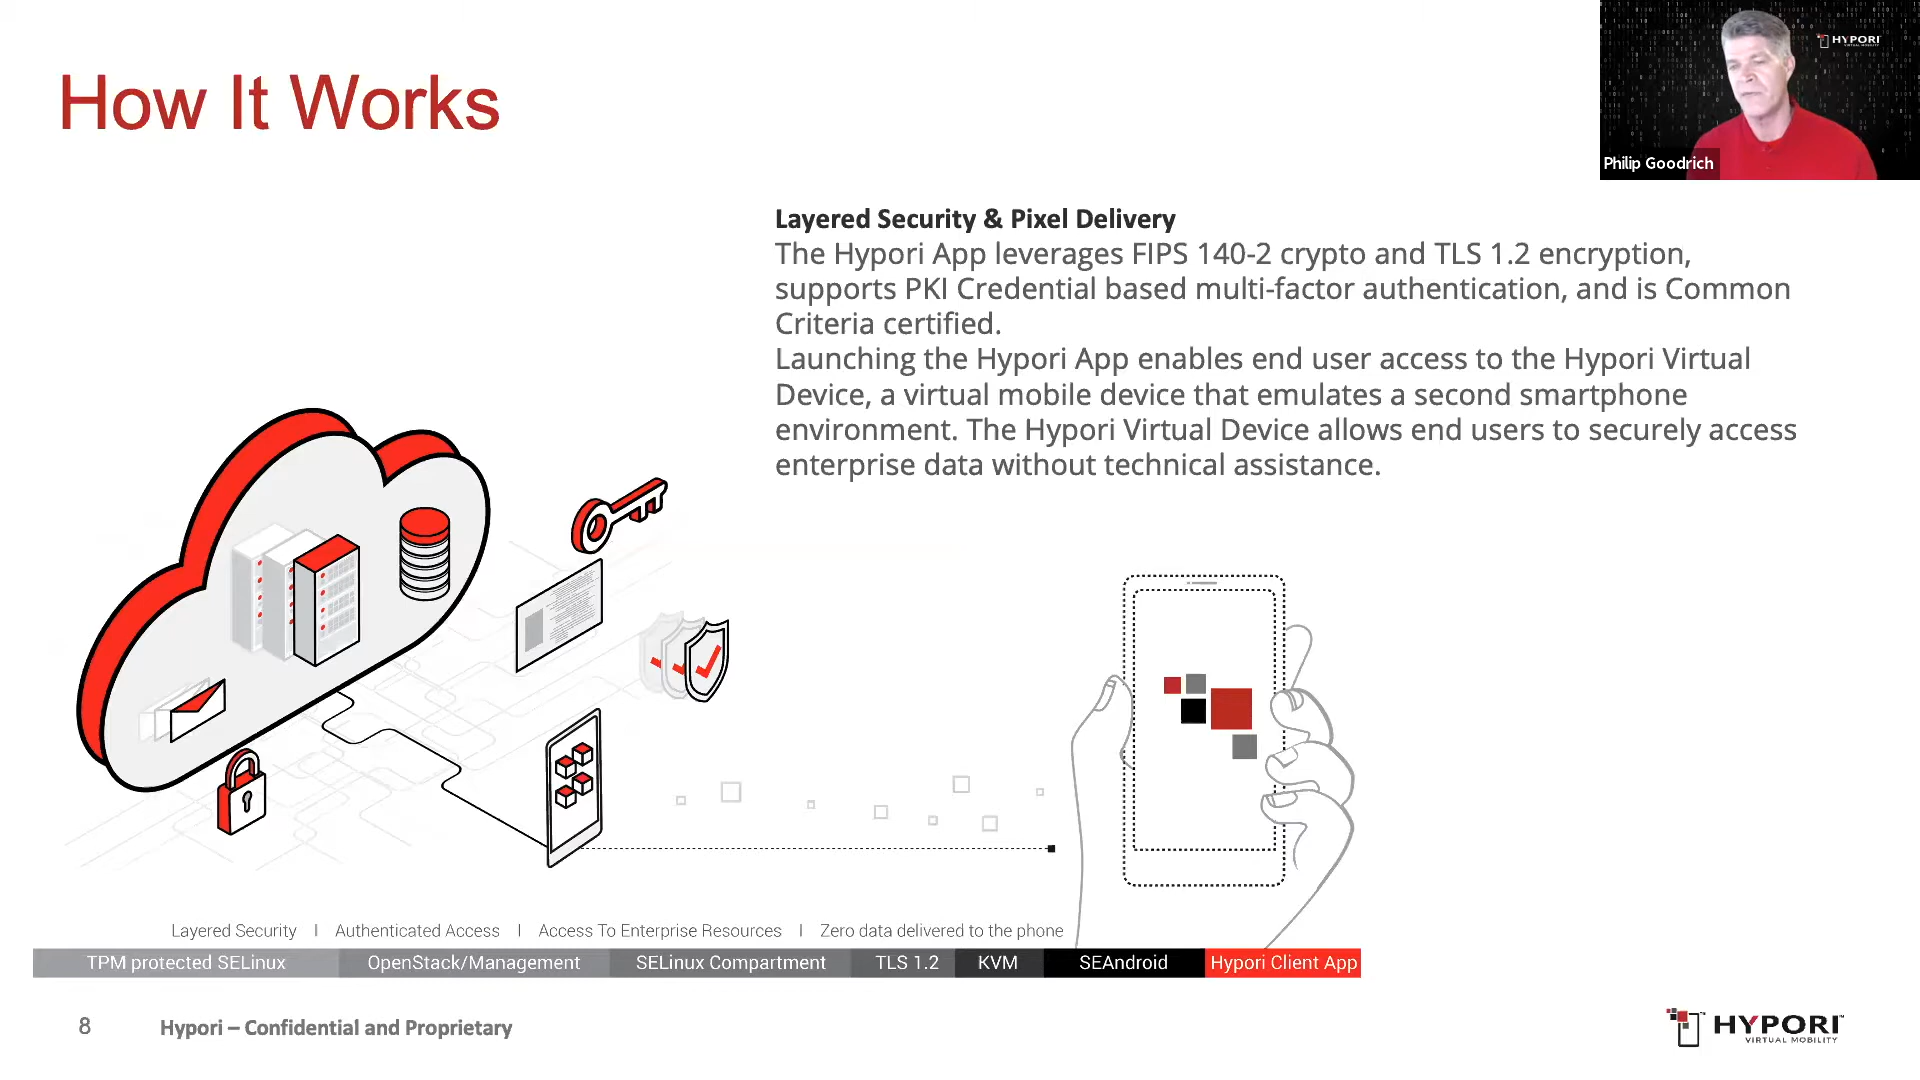 How It Works
HYPORI
VIRTUAL MOBILITY
Philip Goodrich
Layered Security & Pixel Delivery
The Hypori App leverages FIPS 140-2 crypto and TLS 1.2 encryption,
supports PKI Credential based multi-factor authentication, and is Common
Criteria certified.
Launching the Hypori App enables end user access to the Hypori Virtual
Device, a virtual mobile device that emulates a second smartphone
environment. The Hypori Virtual Device allows end users to securely access
enterprise data without technical assistance.
Layered Security | Authenticated Access | Access To Enterprise Resources | Zero data delivered to the phone
TPM protected SELinux OpenStack/Management SELinux Compartment TLS 1.2 KVM SEAndroid Hypori Client App
8 Hypori – Confidential and Proprietary
HYPORI™
VIRTUAL MOBILITY